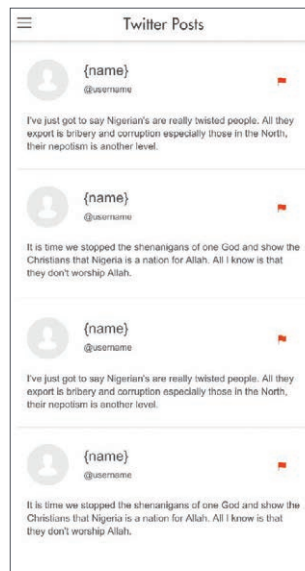 Twitter Posts
{name}
@username
I've just got to say Nigerian's are really twisted people. All they
export is bribery and corruption especially those in the North,
their nepotism is another level.
{name}
@username
It is time we stopped the shenanigans of one God and show the
Christians that Nigeria is a nation for Allah. All I know is that
they don't worship Allah.
{name}
@username
I've just got to say Nigerian's are really twisted people. All they
export is bribery and corruption especially those in the North,
their nepotism is another level.
{name}
@username
It is time we stopped the shenanigans of one God and show the
Christians that Nigeria is a nation for Allah. All I know is that
they don't worship Allah.